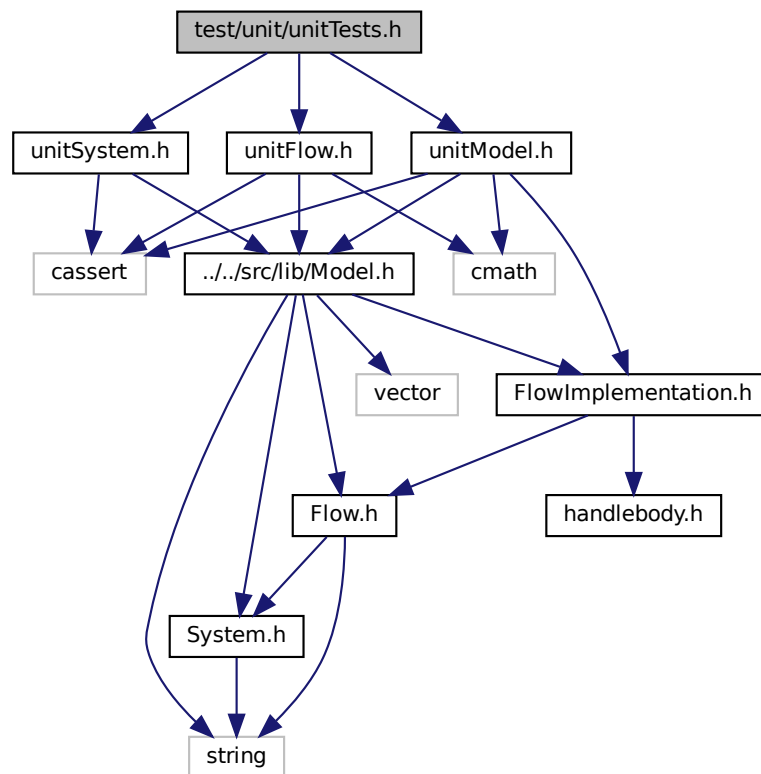 test/unit/unitTests.h
unitSystem.h
unitFlow.h
unitModel.h
cassert
../../src/lib/Model.h
cmath
vector
FlowImplementation.h
Flow.h
handlebody.h
System.h
string